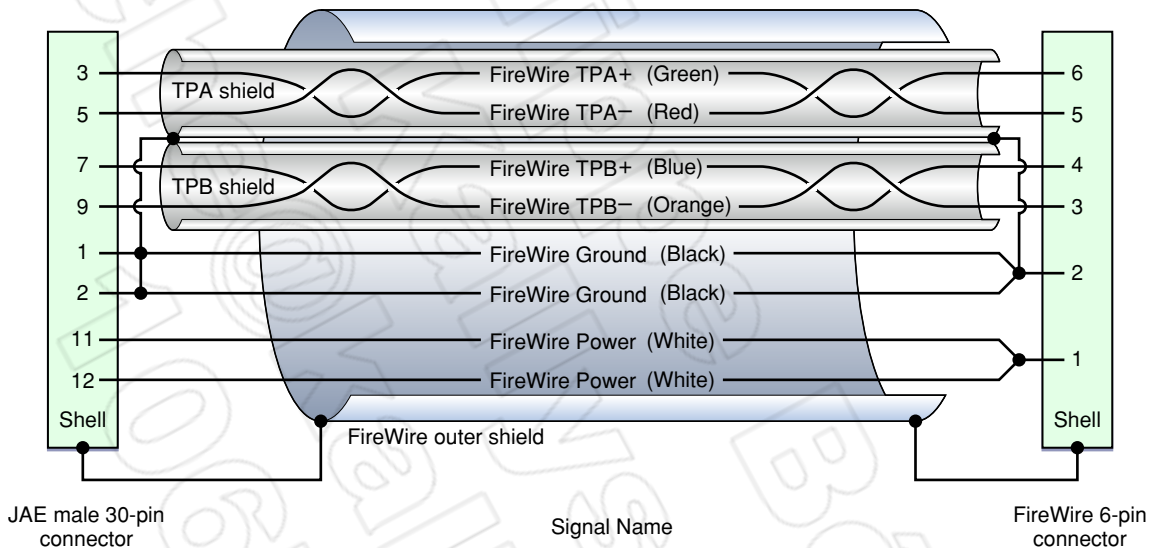 3 TPA shield FireWire TPA+ (Green) 6
5 FireWire TPA− (Red) 5
7 TPB shield FireWire TPB+ (Blue) 4
9 FireWire TPB− (Orange) 3
1 FireWire Ground (Black)
2 FireWire Ground (Black) 2
11 FireWire Power (White)
12 FireWire Power (White) 1
Shell FireWire outer shield Shell
JAE male 30-pin
connector
Signal Name
FireWire 6-pin
connector